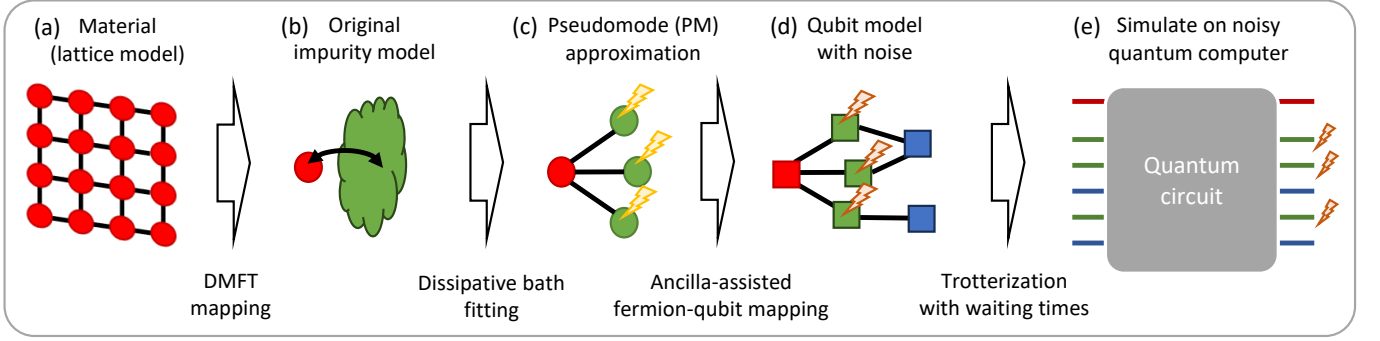 (a) Material
(lattice model)
(b) Original
impurity model
(c) Pseudomode (PM)
approximation
(d) Qubit model
with noise
(e) Simulate on noisy
quantum computer
Quantum
circuit
DMFT
mapping
Dissipative bath
fitting
Ancilla-assisted
fermion-qubit mapping
Trotterization
with waiting times